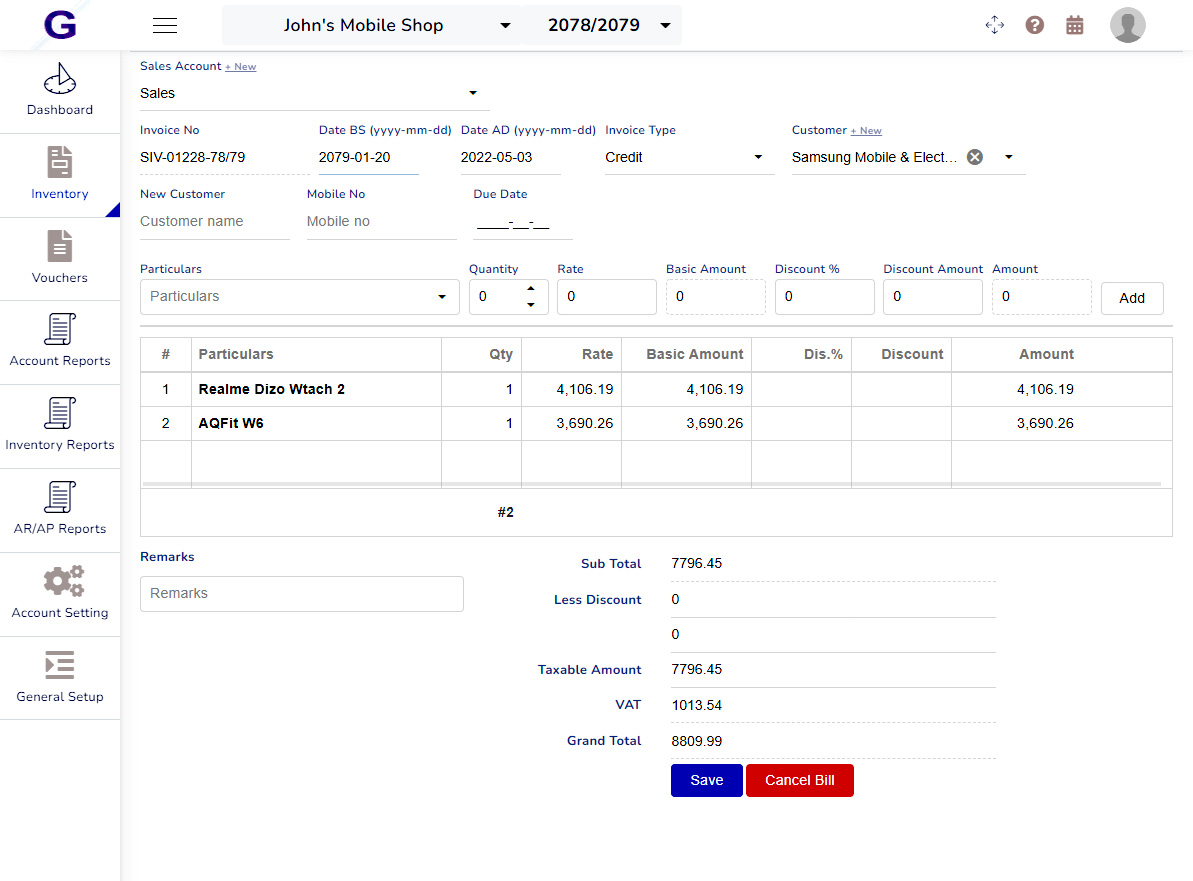 G
John's Mobile Shop
2078/2079
Dashboard
Inventory
Vouchers
Account Reports
Inventory Reports
AR/AP Reports
Account Setting
General Setup
Sales Account + New
Sales
Invoice No Date BS (yyyy-mm-dd) Date AD (yyyy-mm-dd) Invoice Type Customer + New
SIV-01228-78/79 2079-01-20 2022-05-03 Credit Samsung Mobile & Elect...
New Customer Mobile No Due Date
Customer name Mobile no ____-__-__
Particulars Quantity Rate Basic Amount Discount % Discount Amount Amount
Particulars 0 0 0 0 0 0 Add
# Particulars Qty Rate Basic Amount Dis.% Discount Amount
1 Realme Dizo Wtach 2 1 4,106.19 4,106.19 4,106.19
2 AQFit W6 1 3,690.26 3,690.26 3,690.26
#2
Remarks
Remarks
Sub Total 7796.45
Less Discount 0
0
Taxable Amount 7796.45
VAT 1013.54
Grand Total 8809.99
Save Cancel Bill